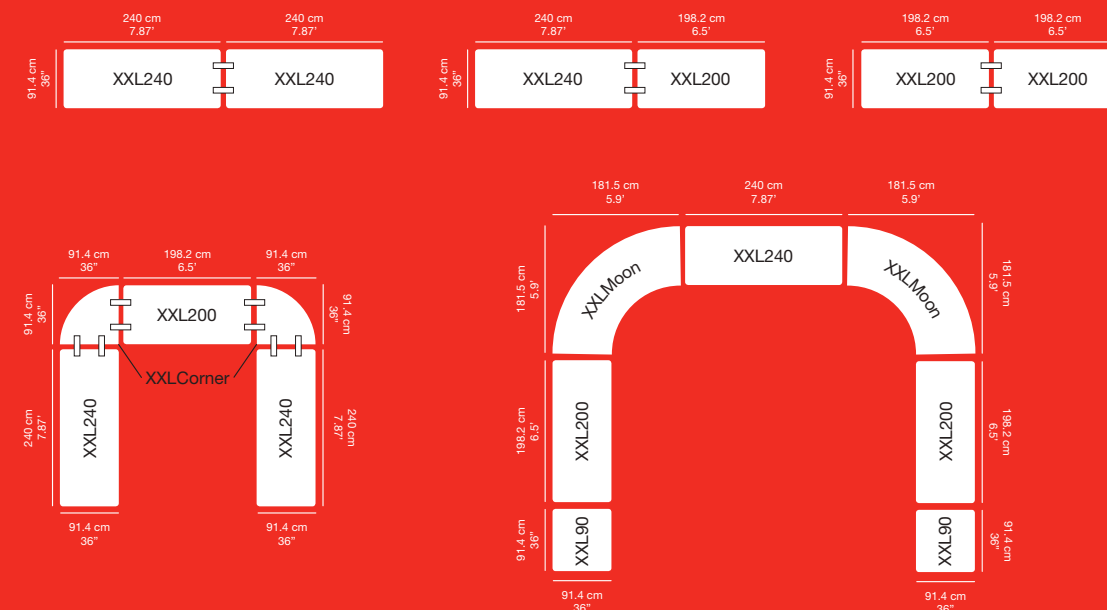 240 cm
7.87'
240 cm
7.87'
91.4 cm
36"
XXL240
XXL240
240 cm
7.87'
198.2 cm
6.5'
91.4 cm
36"
XXL240
XXL200
198.2 cm
6.5'
198.2 cm
6.5'
91.4 cm
36"
XXL200
XXL200
91.4 cm
36"
198.2 cm
6.5'
91.4 cm
36"
91.4 cm
36"
XXL200
91.4 cm
36"
XXLCorner
240 cm
7.87'
XXL240
XXL240
240 cm
7.87'
91.4 cm
36"
91.4 cm
36"
181.5 cm
5.9'
240 cm
7.87'
181.5 cm
5.9'
181.5 cm
5.9'
XXLMoon
XXL240
XXLMoon
181.5 cm
5.9'
198.2 cm
6.5'
XXL200
XXL200
198.2 cm
6.5'
91.4 cm
36"
XXL90
XXL90
91.4 cm
36"
91.4 cm
36"
91.4 cm
36"